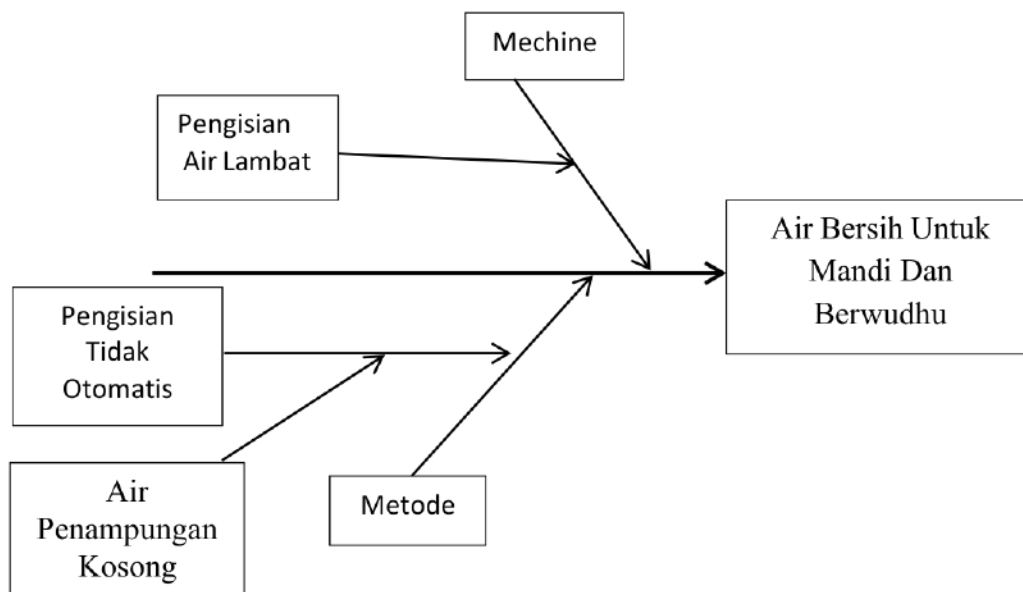 Mechine
Pengisian
Air Lambat
Air Bersih Untuk
Mandi Dan
Berwudhu
Pengisian
Tidak
Otomatis
Air
Penampungan
Kosong
Metode